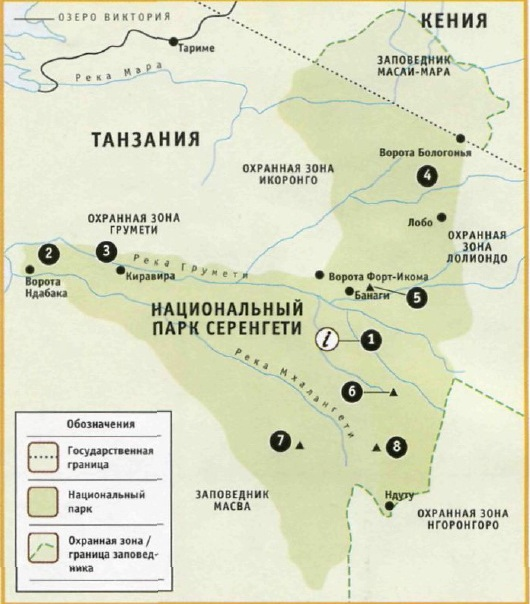 ОЗЕРО ВИКТОРИЯ
КЕНИЯ
Тариме
Река Мара
ЗАПОВЕДНИК
МАСАИ-МАРА
ТАНЗАНИЯ
Ворота Бологонья
ОХРАННАЯ ЗОНА
ИКОРОНГО
4
Лобо
ОХРАННАЯ ЗОНА
ГРУМЕТИ
ОХРАННАЯ
ЗОНА
ЛОЛИОНДО
2
3
Река Грумети
Ворота
Ндабака
Киравира
Ворота Форт-Икома
Банаги
5
НАЦИОНАЛЬНЫЙ
ПАРК СЕРЕНГЕТИ
i
1
Река Мхалангети
6
7
8
Обозначения
Государственная
граница
Национальный
парк
Охранная зона /
граница заповед-
ника
ЗАПОВЕДНИК
МАСВА
Ндуту
ОХРАННАЯ ЗОНА
НГОРОНГОРО